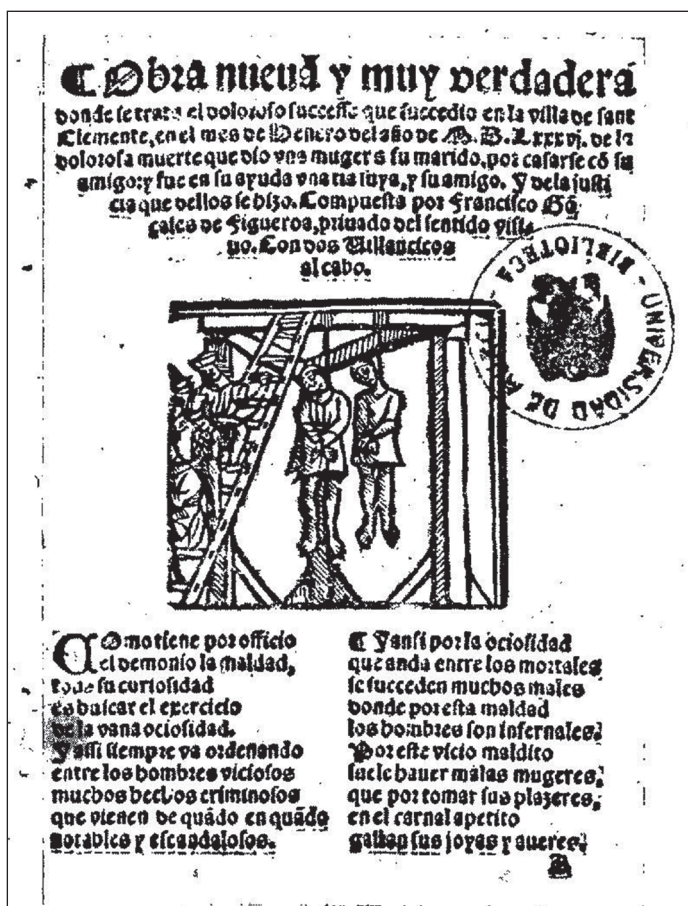 Obra nueua y muy verdadera
donde se trata el doloroso successo que succedio en la villa de sant
Clemente, en el mes de Henero del año de M. D. Lxxxvj. de la
dolorosa muerte que dio vna muger a su marido, por casarse cō su
amigo: y fue en su ayuda vna tia suya, y su amigo. Y de la justi
cia que dellos se hizo. Compuesta por Francisco Gō
çales de Figueroa, priuado del sentido visi
uo. Con dos Villancicos
al cabo.
BIBLIOTECA - UNIVERSIDAD DE
COmo tiene por officio
el demonio la maldad,
toda su curiosidad
es buscar el exercicio
de la vana ociosidad.
Y assi siempre va ordenando
entre los hombres viciosos
muchos hechos criminosos
que vienen de quādo en quādo
notables y escandalosos.
¶ Y ansi por la ociosidad
que anda entre los mortales
se succeden muchos males
donde por esta maldad
los hombres son infernales.
Por este vicio maldito
suele hauer malas mugeres,
que por tomar sus plazeres,
en el carnal apetito
gastan sus joyas y aueres.
A